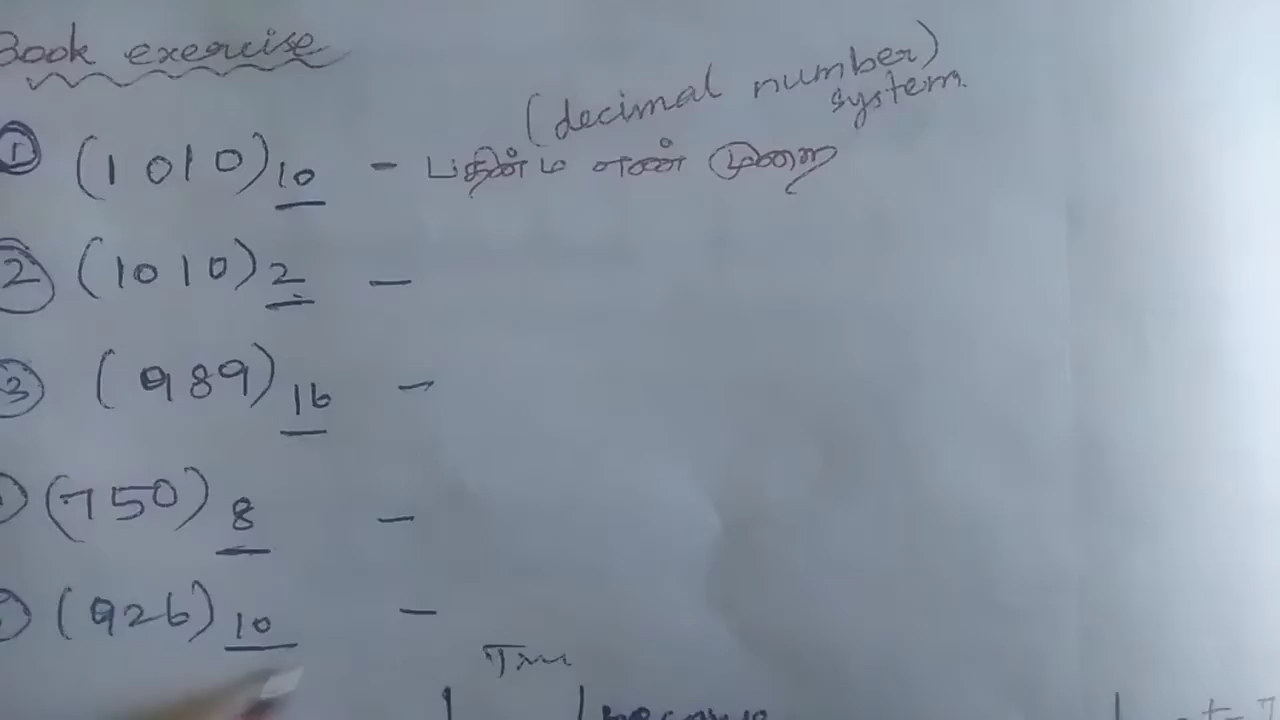 Book exercise
(decimal number)
system.
① (1010)10 - பதின்ம எண் முறை
② (1010)2 -
③ (989)16 -
(750)8 -
(926)10 -